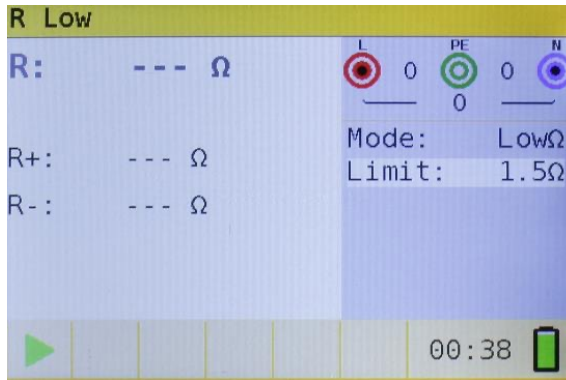 R Low
R: --- Ω
L PE N
0 0
0
Mode: LowΩ
Limit: 1.5Ω
R+: --- Ω
R-: --- Ω
00:38